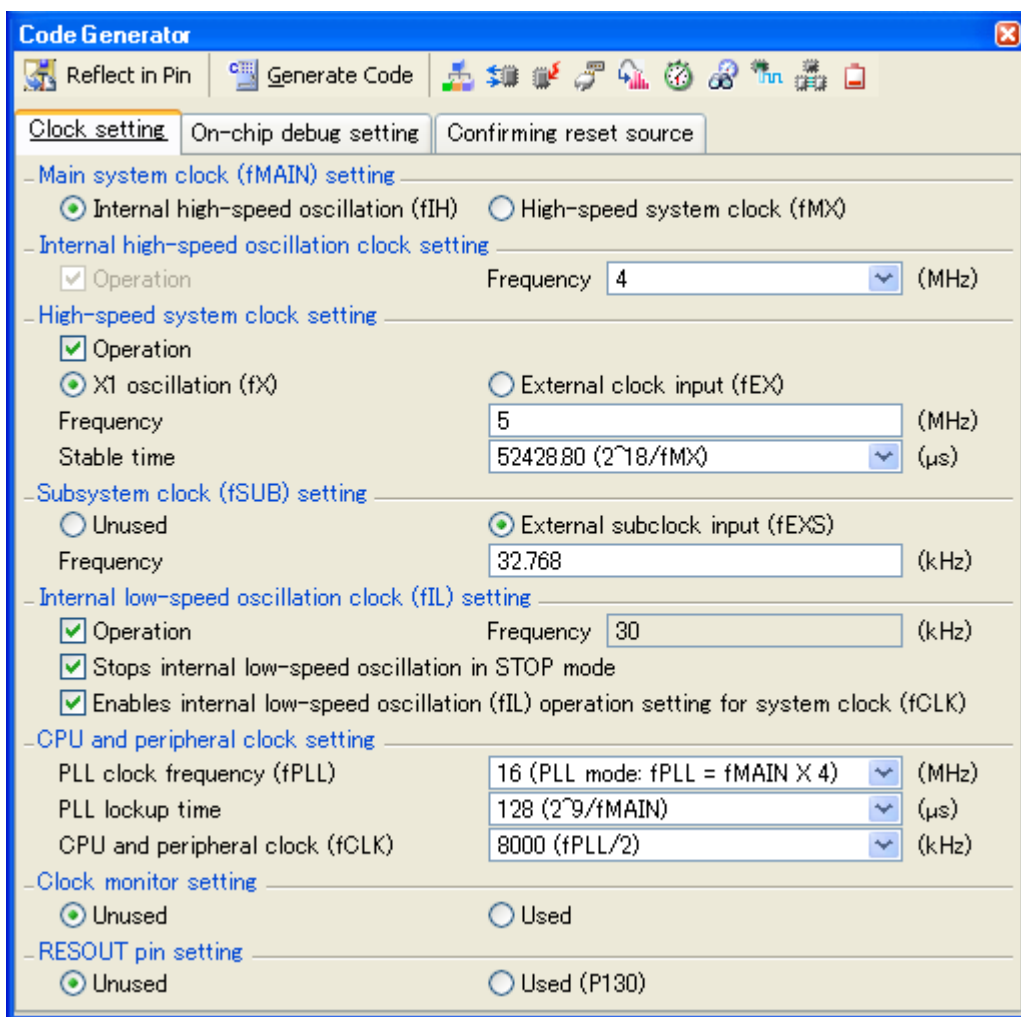 Code Generator
Reflect in Pin Generate Code
Clock setting On-chip debug setting Confirming reset source
Main system clock (fMAIN) setting
Internal high-speed oscillation (fIH) High-speed system clock (fMX)
Internal high-speed oscillation clock setting
Operation Frequency 4 (MHz)
High-speed system clock setting
Operation
X1 oscillation (fX) External clock input (fEX)
Frequency 5 (MHz)
Stable time 52428.80 (2^18/fMX) (µs)
Subsystem clock (fSUB) setting
Unused External subclock input (fEXS)
Frequency 32.768 (kHz)
Internal low-speed oscillation clock (fIL) setting
Operation Frequency 30 (kHz)
Stops internal low-speed oscillation in STOP mode
Enables internal low-speed oscillation (fIL) operation setting for system clock (fCLK)
CPU and peripheral clock setting
PLL clock frequency (fPLL) 16 (PLL mode: fPLL = fMAIN X 4) (MHz)
PLL lockup time 128 (2^9/fMAIN) (µs)
CPU and peripheral clock (fCLK) 8000 (fPLL/2) (kHz)
Clock monitor setting
Unused Used
RESOUT pin setting
Unused Used (P130)